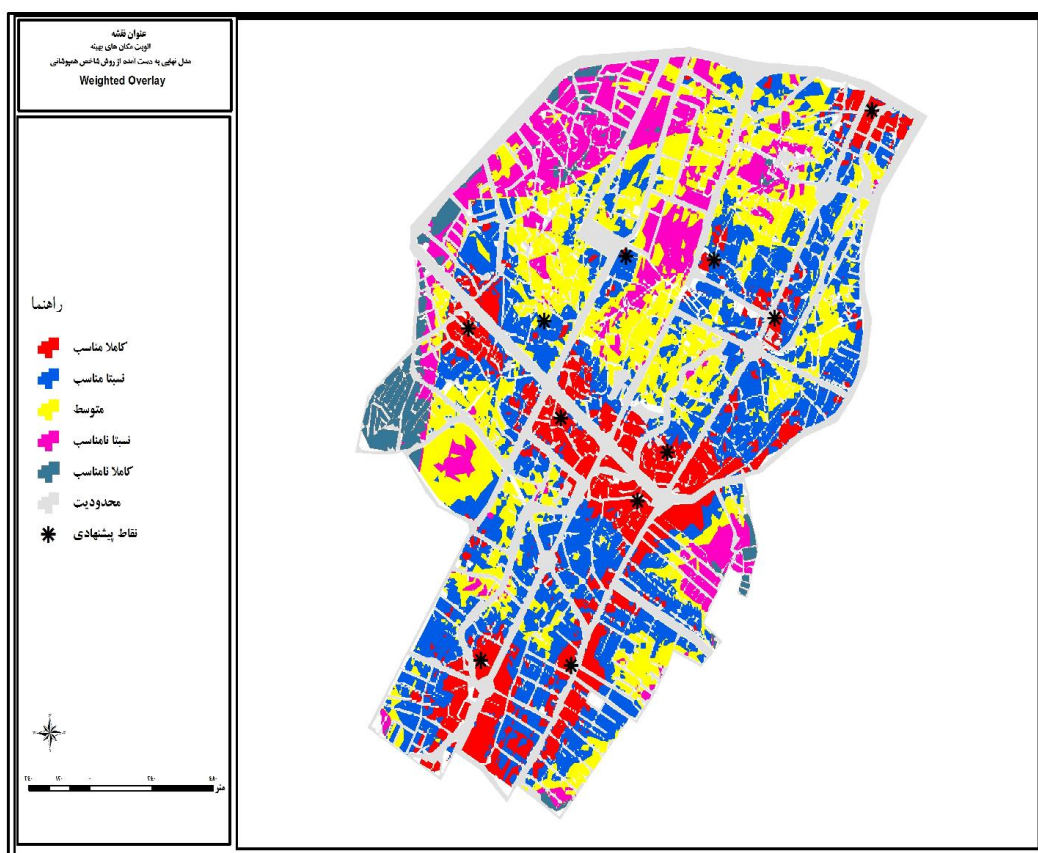 عنوان نقشه
الویت مکان های بهینه
مدل نهایی به دست آمده از روش شاخص همپوشانی
Weighted Overlay
راهنما
کاملا مناسب
نسبتا مناسب
متوسط
نسبتا نامناسب
کاملا نامناسب
محدودیت
نقاط پیشنهادی
متر